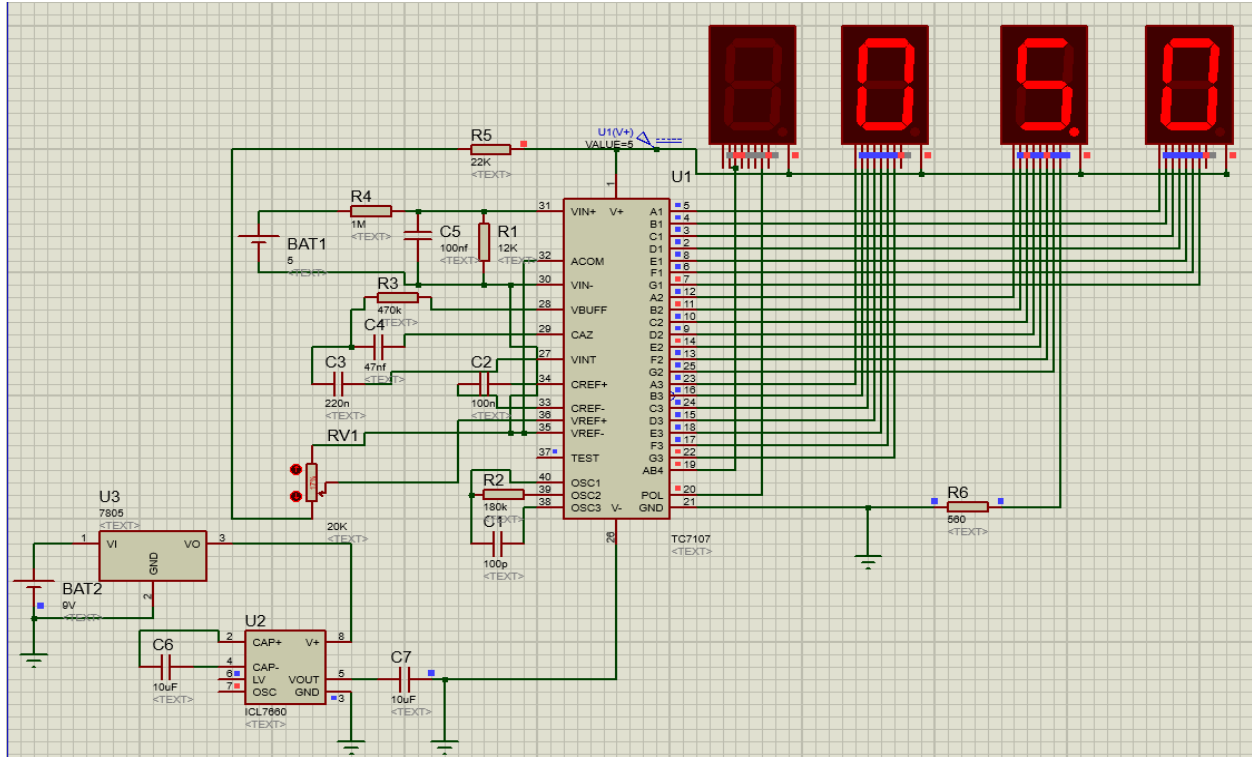 U1(V+)
VALUE=5
R5
22K
<TEXT>
U1
R4
1M
<TEXT>
BAT1
5
<TEXT>
C5
100nf
<TEXT>
R1
12K
<TEXT>
R3
470k
<TEXT>
C4
47nf
<TEXT>
C3
220n
<TEXT>
C2
100n
<TEXT>
RV1
17%
20K
<TEXT>
R2
180k
<TEXT>
C1
100p
<TEXT>
1
V+
31 VIN+
32 ACOM
30 VIN-
28 VBUFF
29 CAZ
27 VINT
34 CREF+
33 CREF-
36 VREF+
35 VREF-
37 TEST
40 OSC1
39 OSC2
38 OSC3
V-
26
A1 5
B1 4
C1 3
D1 2
E1 8
F1 6
G1 7
A2 12
B2 11
C2 10
D2 9
E2 14
F2 13
G2 25
A3 23
B3 16
C3 24
D3 15
E3 18
F3 17
G3 22
AB4 19
POL 20
GND 21
TC7107
<TEXT>
R6
560
<TEXT>
U3
7805
<TEXT>
1 VI VO 3
GND
2
BAT2
9V
<TEXT>
U2
2 CAP+ V+ 8
4 CAP-
6 LV VOUT 5
7 OSC GND 3
ICL7660
<TEXT>
C6
10uF
<TEXT>
C7
10uF
<TEXT>
0 5. 0